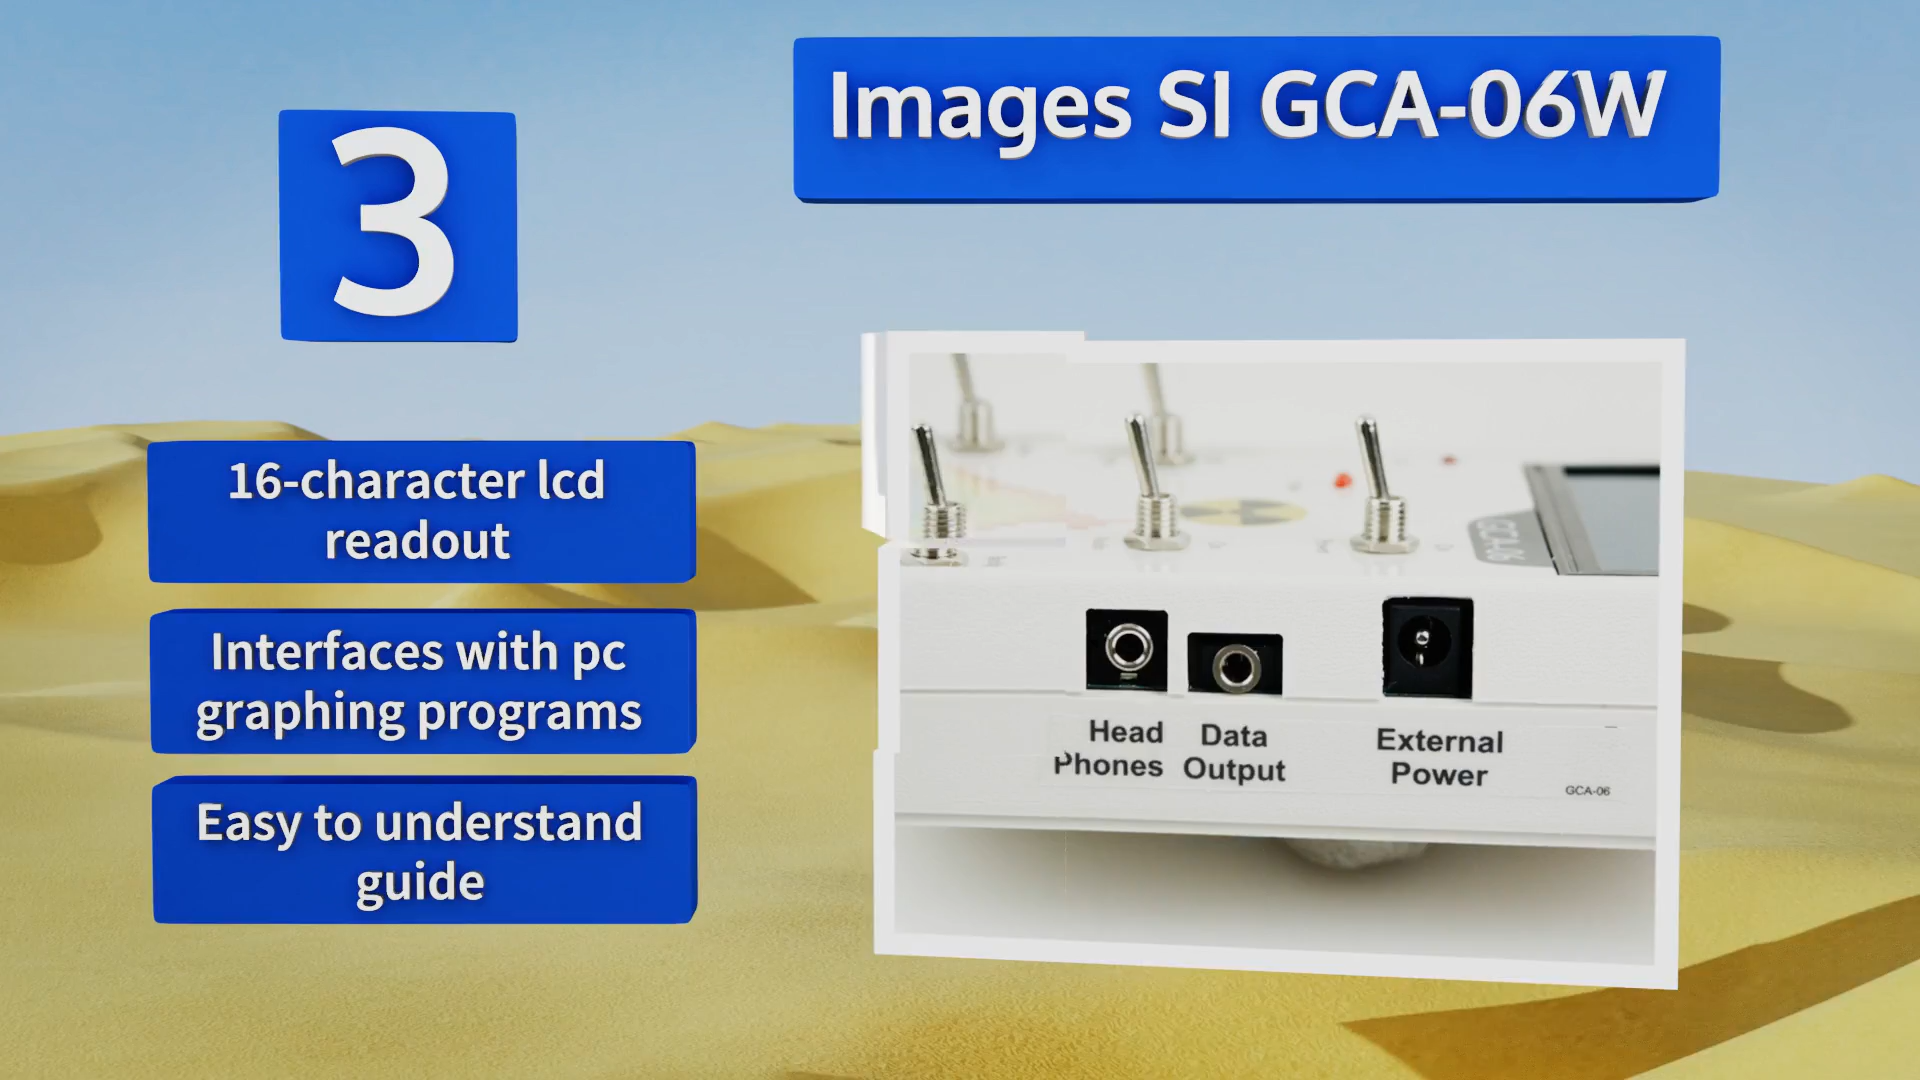 3
Images SI GCA-06W
16-character lcd
readout
Interfaces with pc
graphing programs
Easy to understand
guide
Head
Phones
Data
Output
External
Power
GCA-06